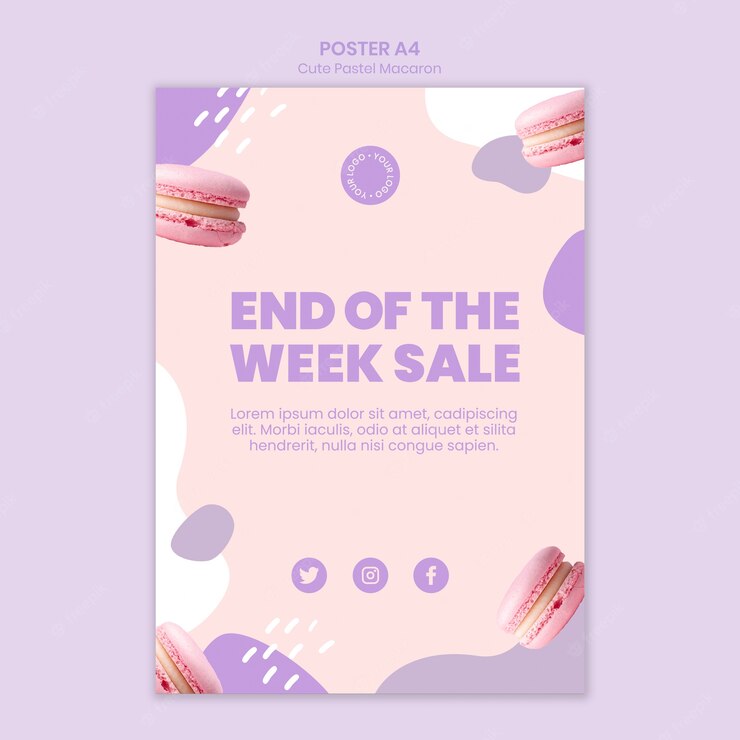 POSTER A4
Cute Pastel Macaron
YOUR LOGO • YOUR LOGO •
END OF THE
WEEK SALE
Lorem ipsum dolor sit amet, cadipiscing
elit. Morbi iaculis, odio at aliquet et silita
hendrerit, nulla nisi congue sapien.